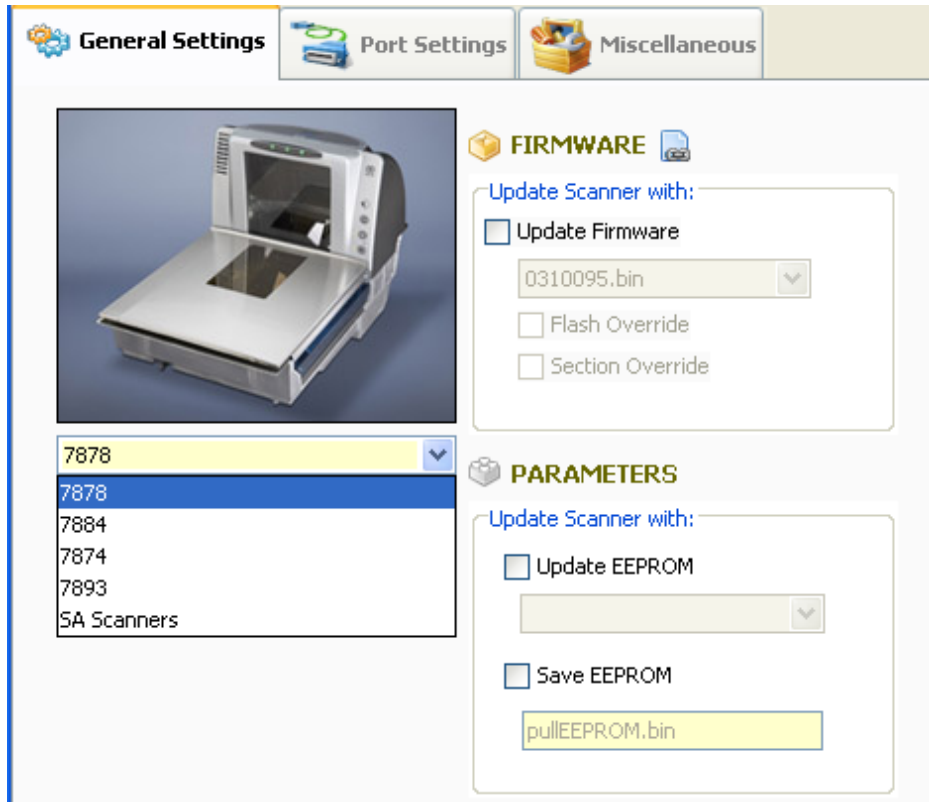 General Settings
Port Settings
Miscellaneous
FIRMWARE
Update Scanner with:
Update Firmware
0310095.bin
Flash Override
Section Override
7878
7878
7884
7874
7893
SA Scanners
PARAMETERS
Update Scanner with:
Update EEPROM
Save EEPROM
pullEEPROM.bin